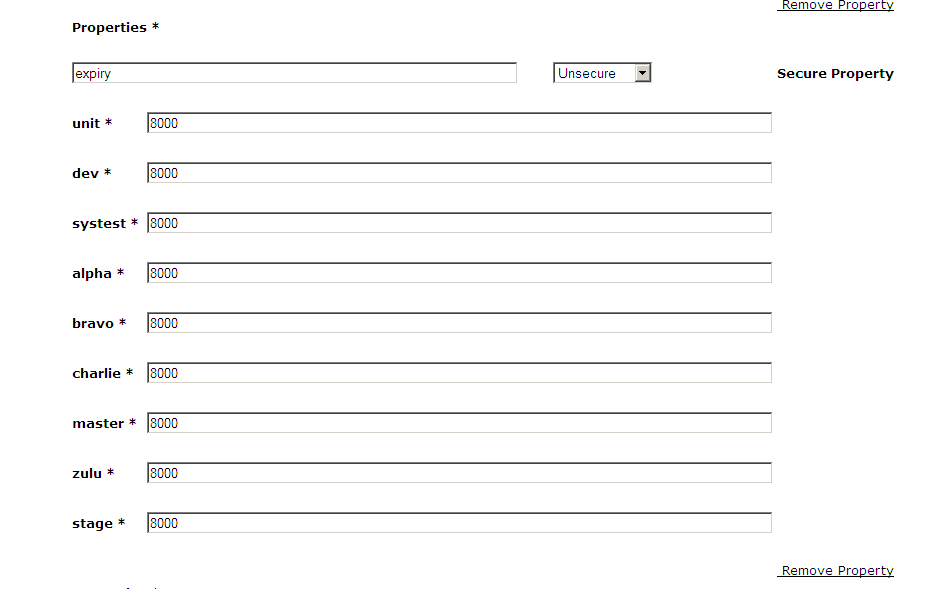 Remove Property
Properties *
expiry Unsecure Secure Property
unit * 8000
dev * 8000
systest * 8000
alpha * 8000
bravo * 8000
charlie * 8000
master * 8000
zulu * 8000
stage * 8000
Remove Property